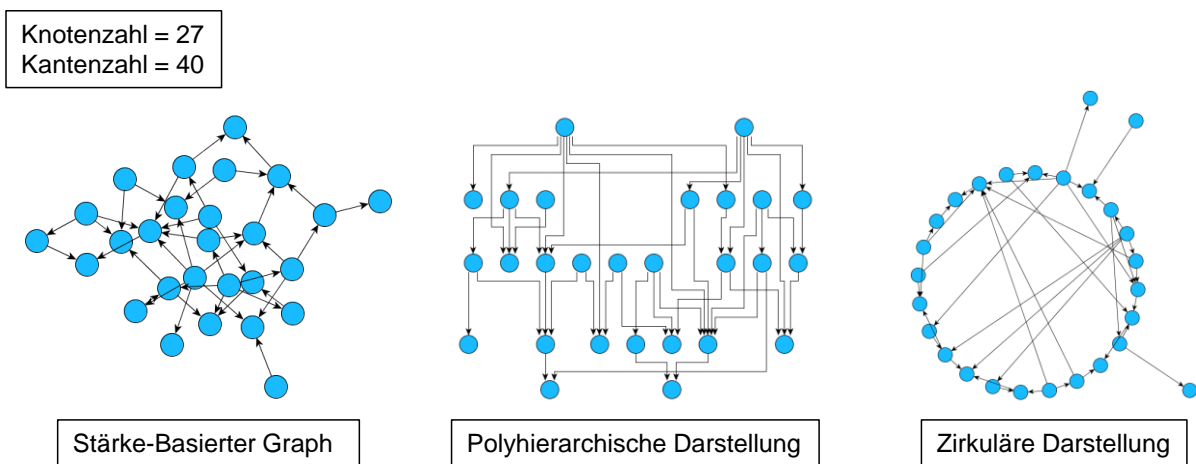 Knotenzahl = 27
Kantenzahl = 40
Stärke-Basierter Graph
Polyhierarchische Darstellung
Zirkuläre Darstellung